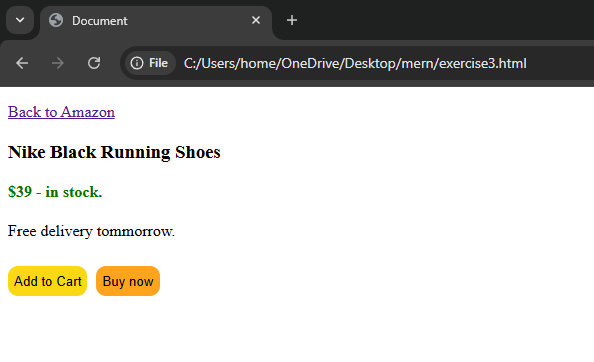 Document
File
C:/Users/home/OneDrive/Desktop/mern/exercise3.html
Back to Amazon
Nike Black Running Shoes
$39 - in stock.
Free delivery tommorrow.
Add to Cart Buy now